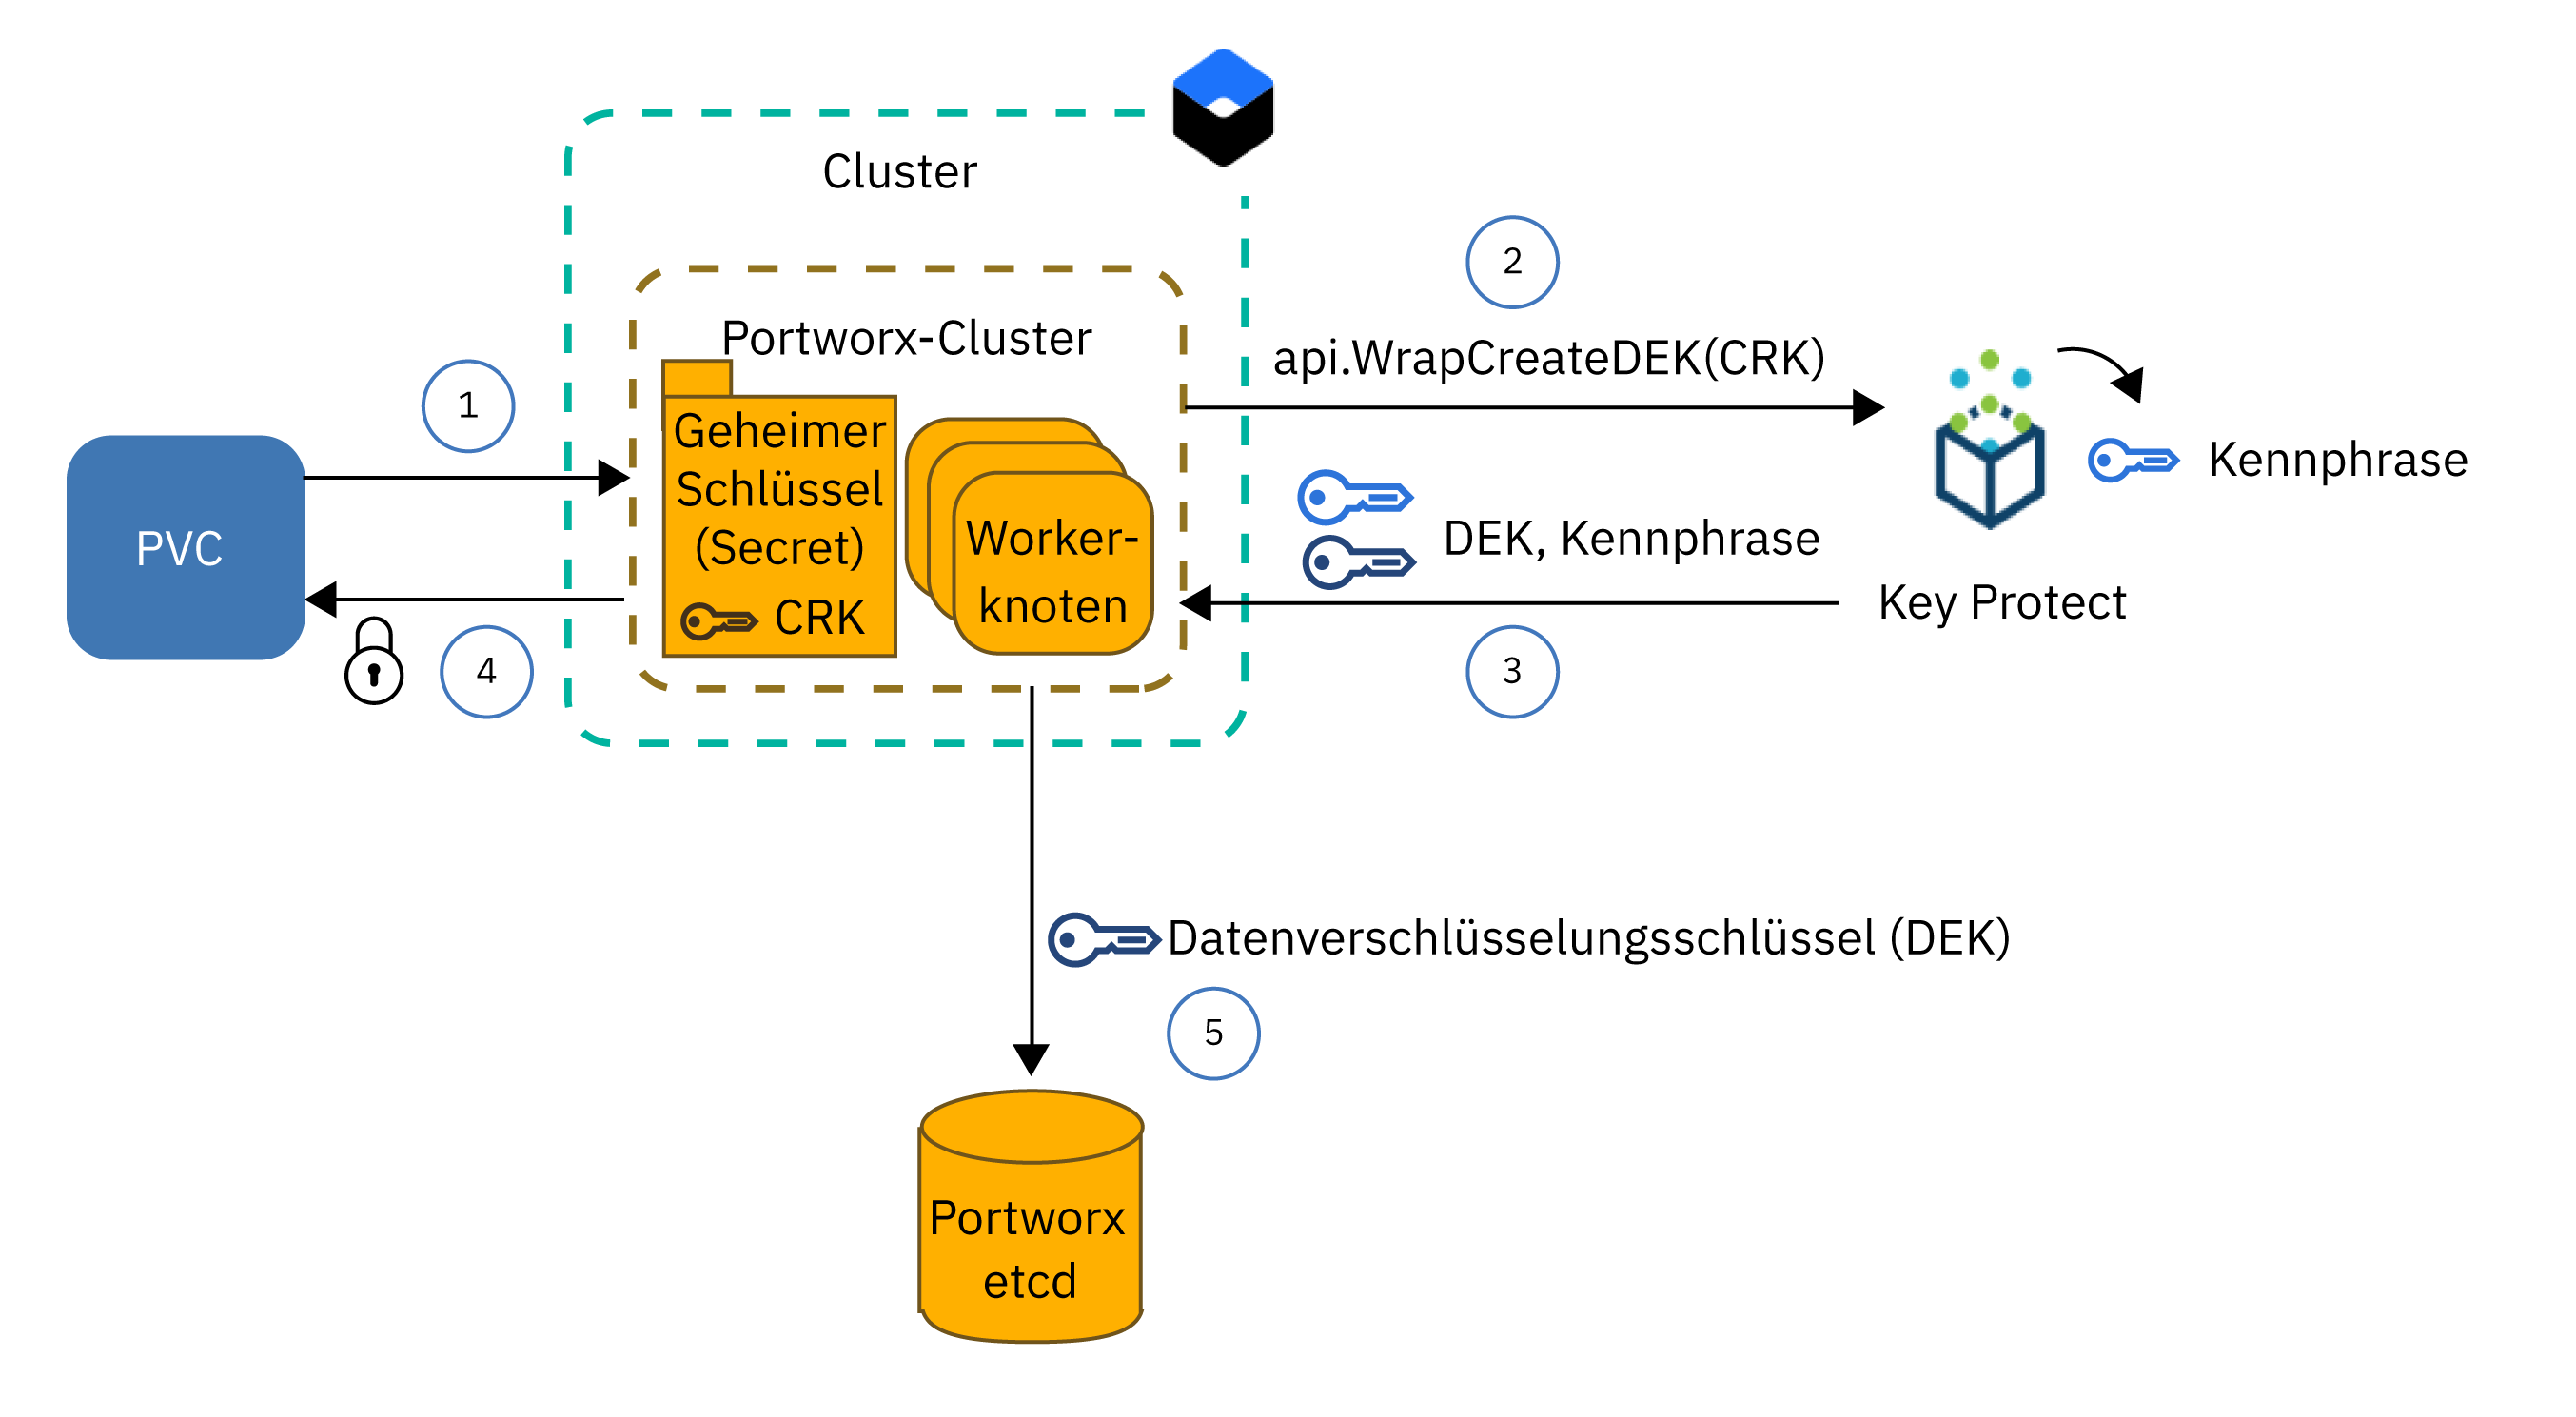 Cluster
2
Portworx-Cluster
api.WrapCreateDEK(CRK)
1
Geheimer
Schlüssel
(Secret)
CRK
Worker-
knoten
PVC
Kennphrase
DEK, Kennphrase
Key Protect
4
3
Datenverschlüsselungsschlüssel (DEK)
5
Portworx
etcd